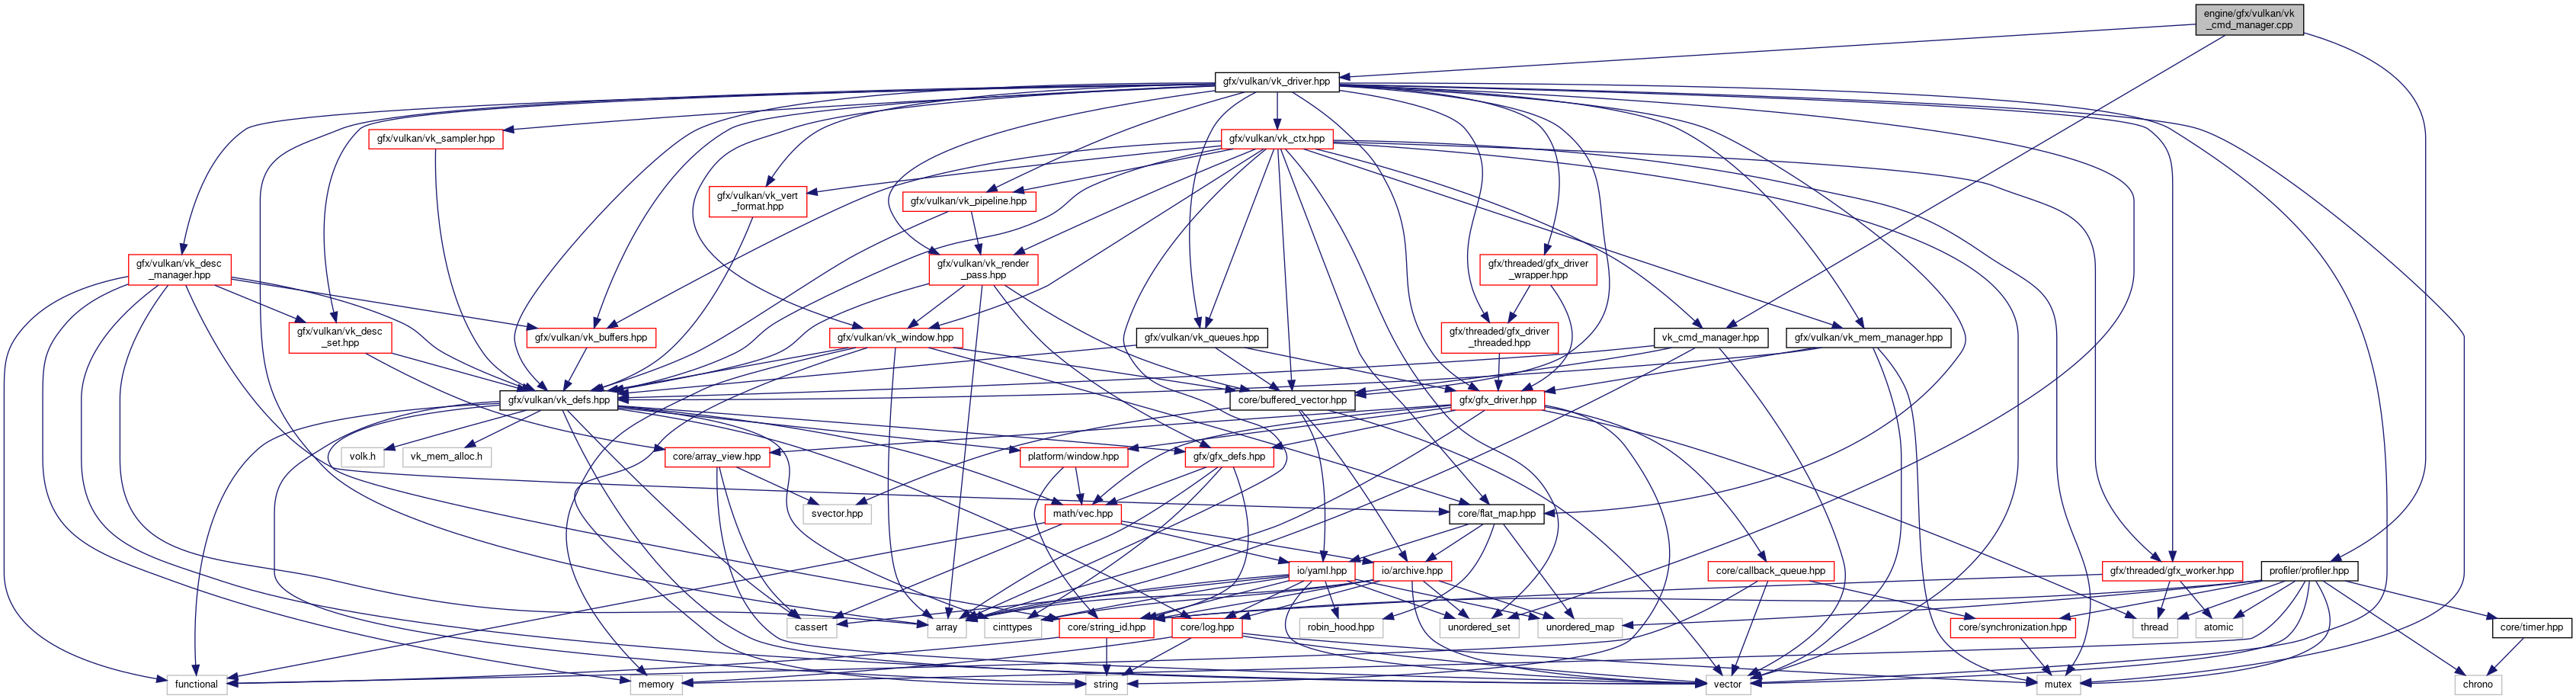 engine/gfx/vulkan/vk
_cmd_manager.cpp
gfx/vulkan/vk_driver.hpp
gfx/vulkan/vk_sampler.hpp
gfx/vulkan/vk_ctx.hpp
gfx/vulkan/vk_vert
_format.hpp
gfx/vulkan/vk_pipeline.hpp
gfx/vulkan/vk_desc
_manager.hpp
gfx/vulkan/vk_render
_pass.hpp
gfx/threaded/gfx_driver
_wrapper.hpp
gfx/vulkan/vk_desc
_set.hpp
gfx/vulkan/vk_buffers.hpp
gfx/vulkan/vk_window.hpp
gfx/vulkan/vk_queues.hpp
gfx/threaded/gfx_driver
_threaded.hpp
vk_cmd_manager.hpp
gfx/vulkan/vk_mem_manager.hpp
gfx/vulkan/vk_defs.hpp
core/buffered_vector.hpp
gfx/gfx_driver.hpp
volk.h
vk_mem_alloc.h
core/array_view.hpp
platform/window.hpp
gfx/gfx_defs.hpp
svector.hpp
math/vec.hpp
core/flat_map.hpp
io/yaml.hpp
io/archive.hpp
core/callback_queue.hpp
gfx/threaded/gfx_worker.hpp
profiler/profiler.hpp
cassert
array
cinttypes
core/string_id.hpp
core/log.hpp
robin_hood.hpp
unordered_set
unordered_map
core/synchronization.hpp
thread
atomic
core/timer.hpp
functional
memory
string
vector
mutex
chrono